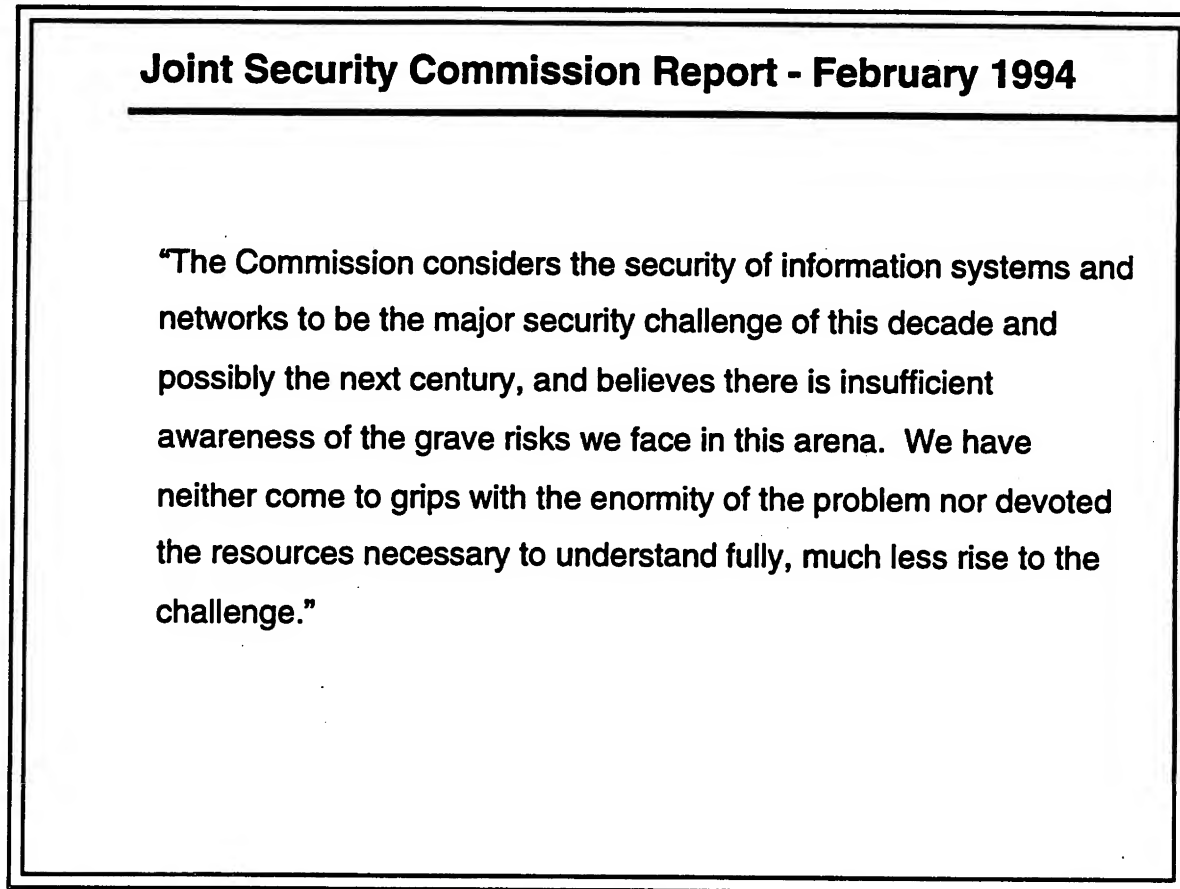 Joint Security Commission Report - February 1994
“The Commission considers the security of information systems and
networks to be the major security challenge of this decade and
possibly the next century, and believes there is insufficient
awareness of the grave risks we face in this arena.  We have
neither come to grips with the enormity of the problem nor devoted
the resources necessary to understand fully, much less rise to the
challenge.”